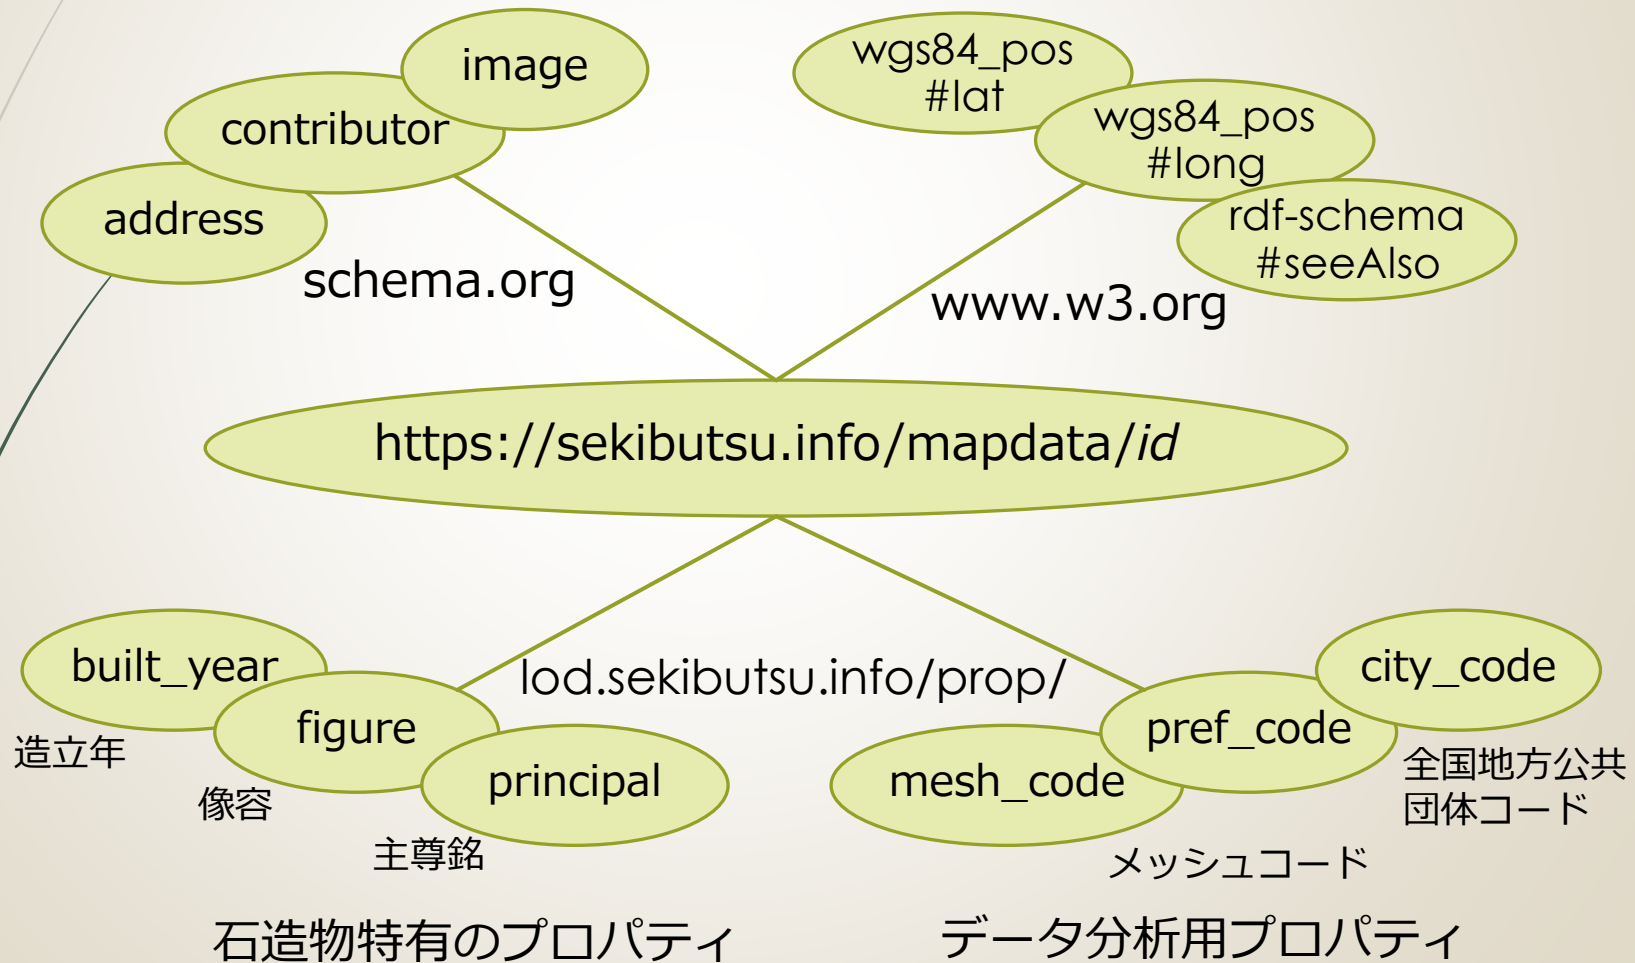 image
contributor
address
schema.org
wgs84_pos
#lat
wgs84_pos
#long
rdf-schema
#seeAlso
www.w3.org
https://sekibutsu.info/mapdata/id
built_year
造立年
figure
像容
principal
主尊銘
lod.sekibutsu.info/prop/
city_code
全国地方公共
団体コード
pref_code
mesh_code
メッシュコード
石造物特有のプロパティ
データ分析用プロパティ